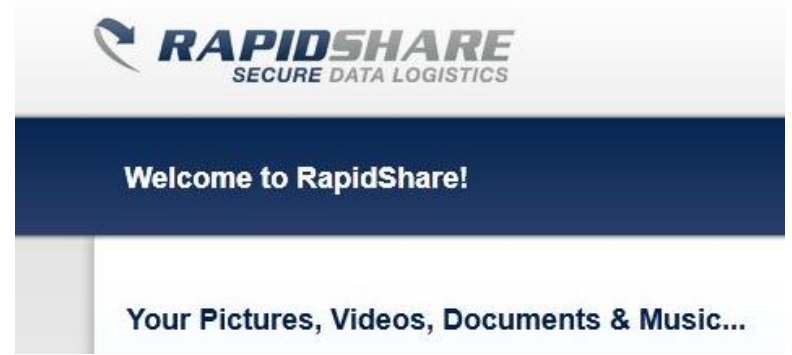 RAPIDSHARE
SECURE DATA LOGISTICS
Welcome to RapidShare!
Your Pictures, Videos, Documents & Music...